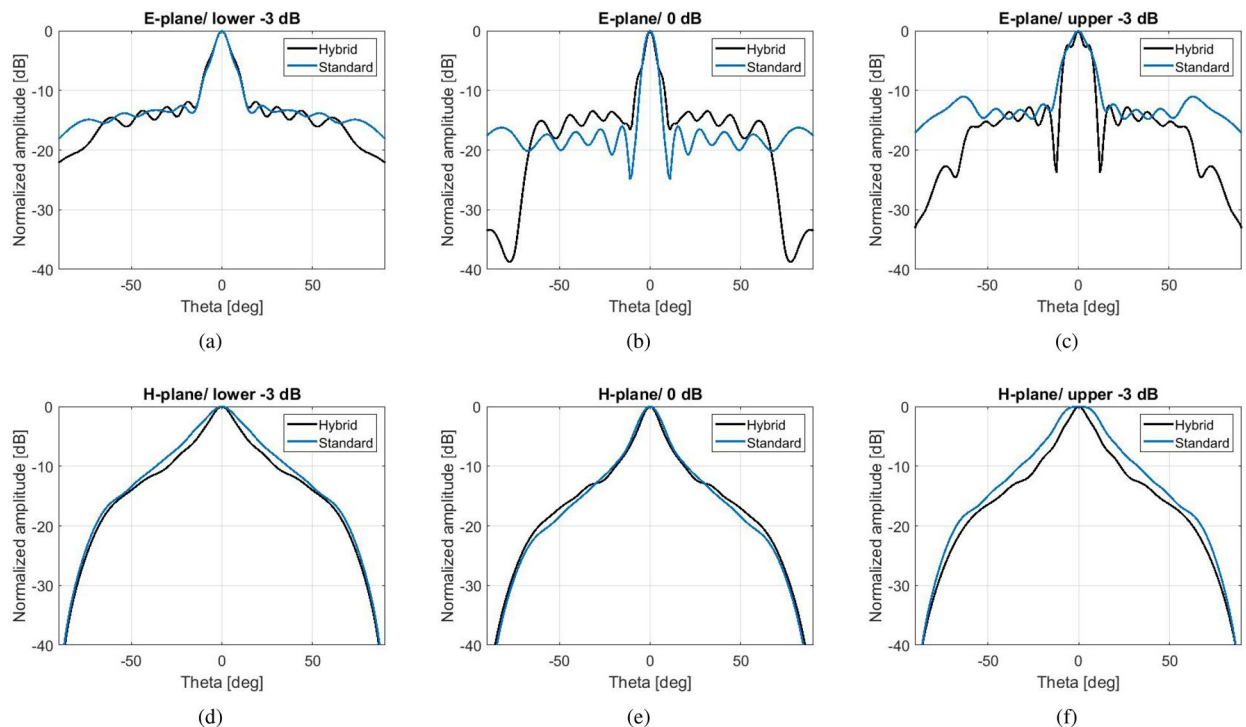 E-plane/ lower -3 dB
E-plane/ 0 dB
E-plane/ upper -3 dB
0
-10
-20
-30
-40
Normalized amplitude [dB]
Hybrid
Standard
-50
0
50
Theta [deg]
(a)
0
-10
-20
-30
-40
Normalized amplitude [dB]
Hybrid
Standard
-50
0
50
Theta [deg]
(b)
0
-10
-20
-30
-40
Normalized amplitude [dB]
Hybrid
Standard
-50
0
50
Theta [deg]
(c)
H-plane/ lower -3 dB
H-plane/ 0 dB
H-plane/ upper -3 dB
0
-10
-20
-30
-40
Normalized amplitude [dB]
Hybrid
Standard
-50
0
50
Theta [deg]
(d)
0
-10
-20
-30
-40
Normalized amplitude [dB]
Hybrid
Standard
-50
0
50
Theta [deg]
(e)
0
-10
-20
-30
-40
Normalized amplitude [dB]
Hybrid
Standard
-50
0
50
Theta [deg]
(f)